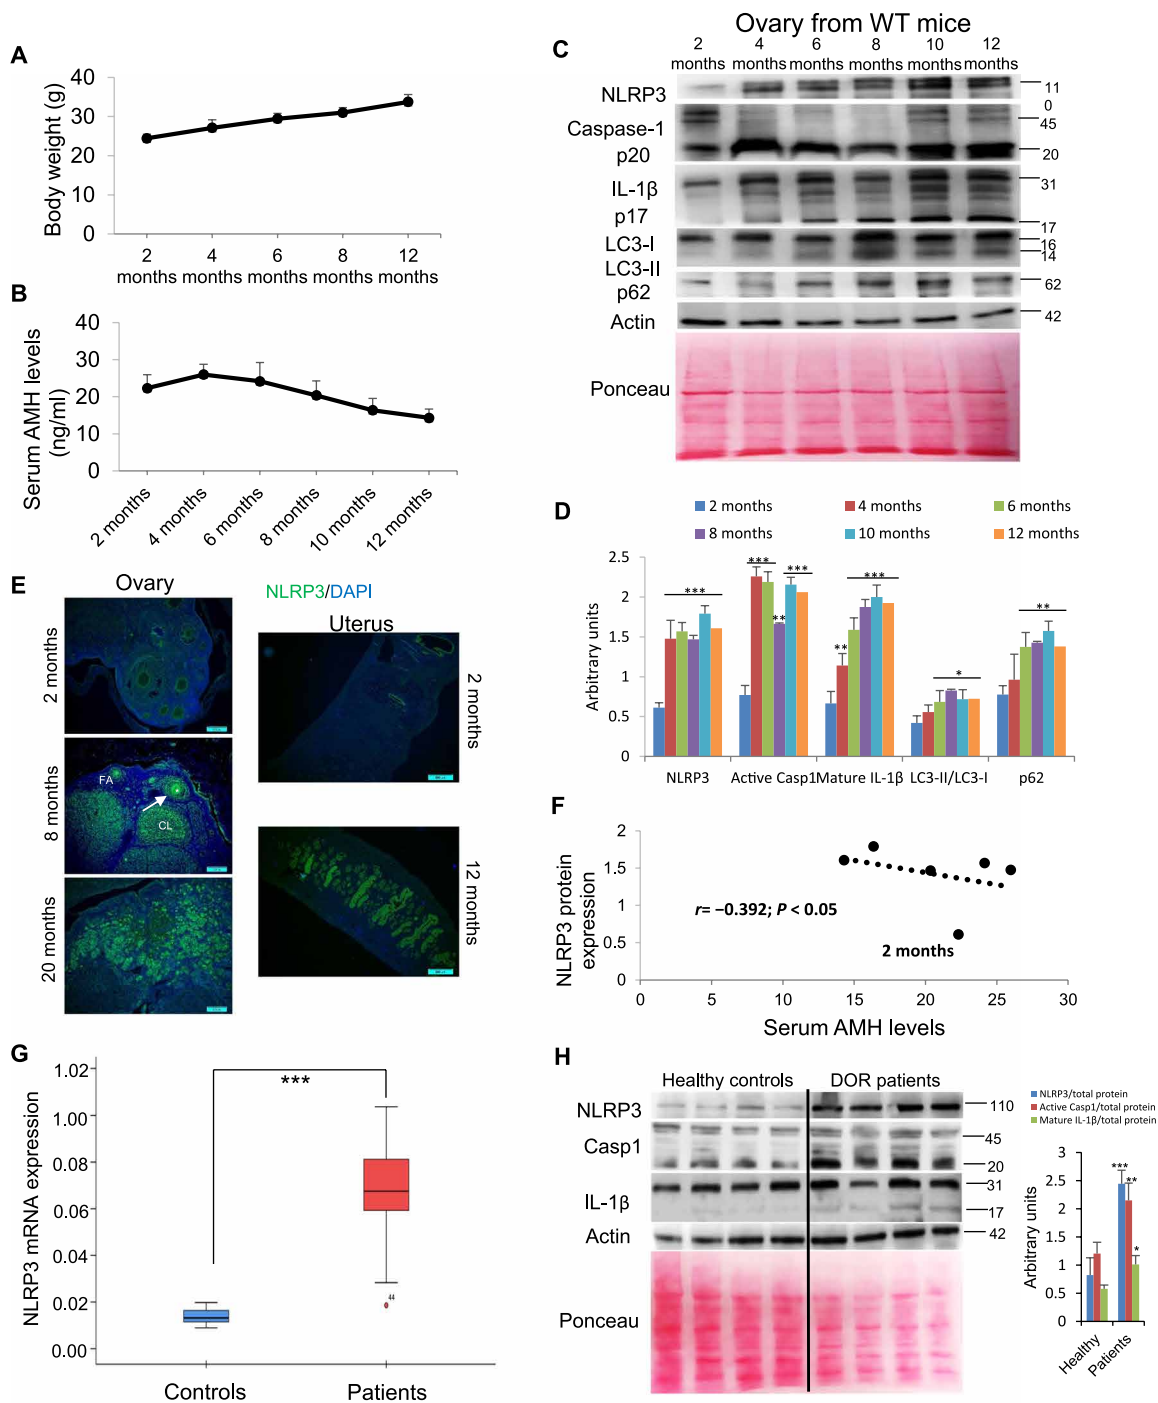 A
Body weight (g)
40
30
20
10
0
2 months
4 months
6 months
8 months
12 months
B
Serum AMH levels (ng/ml)
40
30
20
10
0
2 months
4 months
6 months
8 months
10 months
12 months
C
Ovary from WT mice
2 months
4 months
6 months
8 months
10 months
12 months
NLRP3
Caspase-1
p20
IL-1β
p17
LC3-I
LC3-II
p62
Actin
Ponceau
11
0
45
20
31
17
16
14
62
42
D
2 months
4 months
6 months
8 months
10 months
12 months
Arbitrary units
2.5
2
1.5
1
0.5
0
***
***
**
***
**
***
*
**
NLRP3
Active Casp1
Mature IL-1β
LC3-II/LC3-I
p62
E
Ovary
NLRP3/DAPI
Uterus
2 months
8 months
20 months
FA
CL
2 months
12 months
F
NLRP3 protein expression
2
1.5
1
0.5
0
r= −0.392; P < 0.05
2 months
0
5
10
15
20
25
30
Serum AMH levels
G
NLRP3 mRNA expression
1.02
1.00
0.08
0.06
0.04
0.02
0.00
***
44
Controls
Patients
H
Healthy controls
DOR patients
NLRP3
Casp1
IL-1β
Actin
Ponceau
110
45
20
31
17
42
NLRP3/total protein
Active Casp1/total protein
Mature IL-1β/total protein
Arbitrary units
3
2.5
2
1.5
1
0.5
0
***
**
*
Healthy
Patients